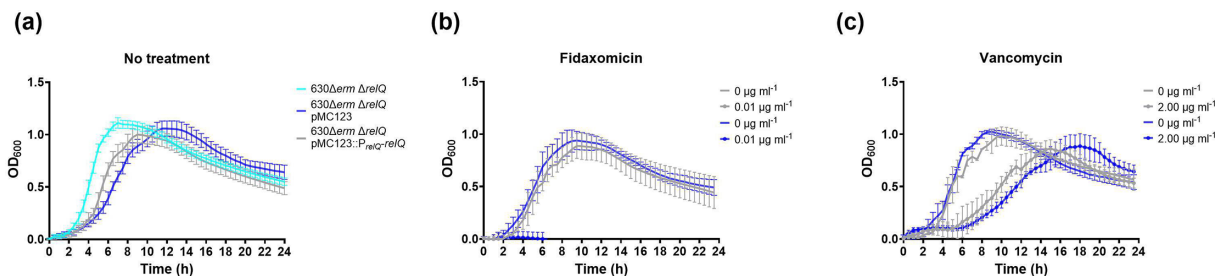 (a)
No treatment
OD600
1.5
1.0
0.5
0.0
0 2 4 6 8 10 12 14 16 18 20 22 24
Time (h)
630Δerm ΔrelQ
630Δerm ΔrelQ
pMC123
630Δerm ΔrelQ
pMC123::PrelQ-relQ
(b)
Fidaxomicin
OD600
1.5
1.0
0.5
0.0
0 2 4 6 8 10 12 14 16 18 20 22 24
Time (h)
0 µg ml-1
0.01 µg ml-1
0 µg ml-1
0.01 µg ml-1
(c)
Vancomycin
OD600
1.5
1.0
0.5
0.0
0 2 4 6 8 10 12 14 16 18 20 22 24
Time (h)
0 µg ml-1
2.00 µg ml-1
0 µg ml-1
2.00 µg ml-1